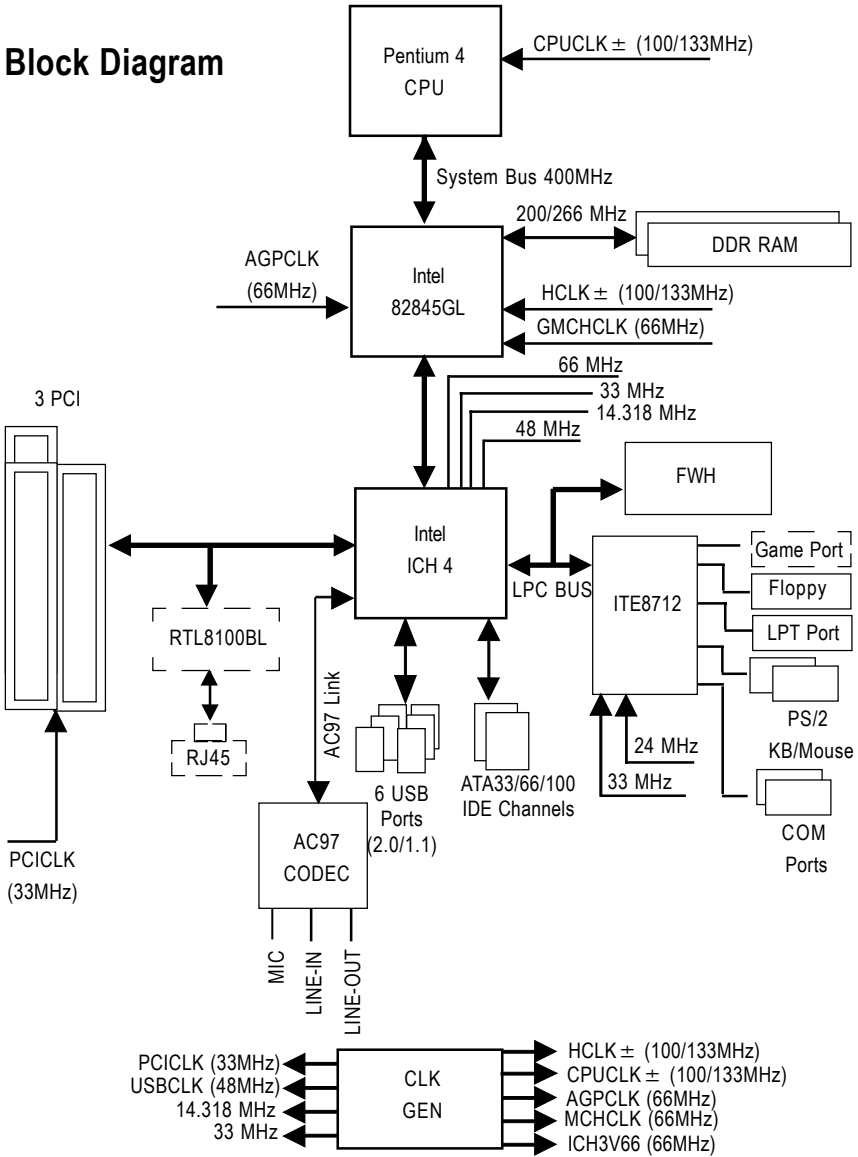 Block Diagram
Pentium 4
CPU
CPUCLK ± (100/133MHz)
System Bus 400MHz
200/266 MHz
DDR RAM
AGPCLK
(66MHz)
Intel
82845GL
HCLK ± (100/133MHz)
GMCHCLK (66MHz)
66 MHz
33 MHz
14.318 MHz
48 MHz
3 PCI
FWH
Intel
ICH 4
LPC BUS
ITE8712
Game Port
Floppy
LPT Port
PS/2
KB/Mouse
COM
Ports
24 MHz
33 MHz
RTL8100BL
RJ45
AC97 Link
6 USB
Ports
(2.0/1.1)
ATA33/66/100
IDE Channels
PCICLK
(33MHz)
AC97
CODEC
MIC
LINE-IN
LINE-OUT
CLK
GEN
PCICLK (33MHz)
USBCLK (48MHz)
14.318 MHz
33 MHz
HCLK ± (100/133MHz)
CPUCLK ± (100/133MHz)
AGPCLK (66MHz)
MCHCLK (66MHz)
ICH3V66 (66MHz)